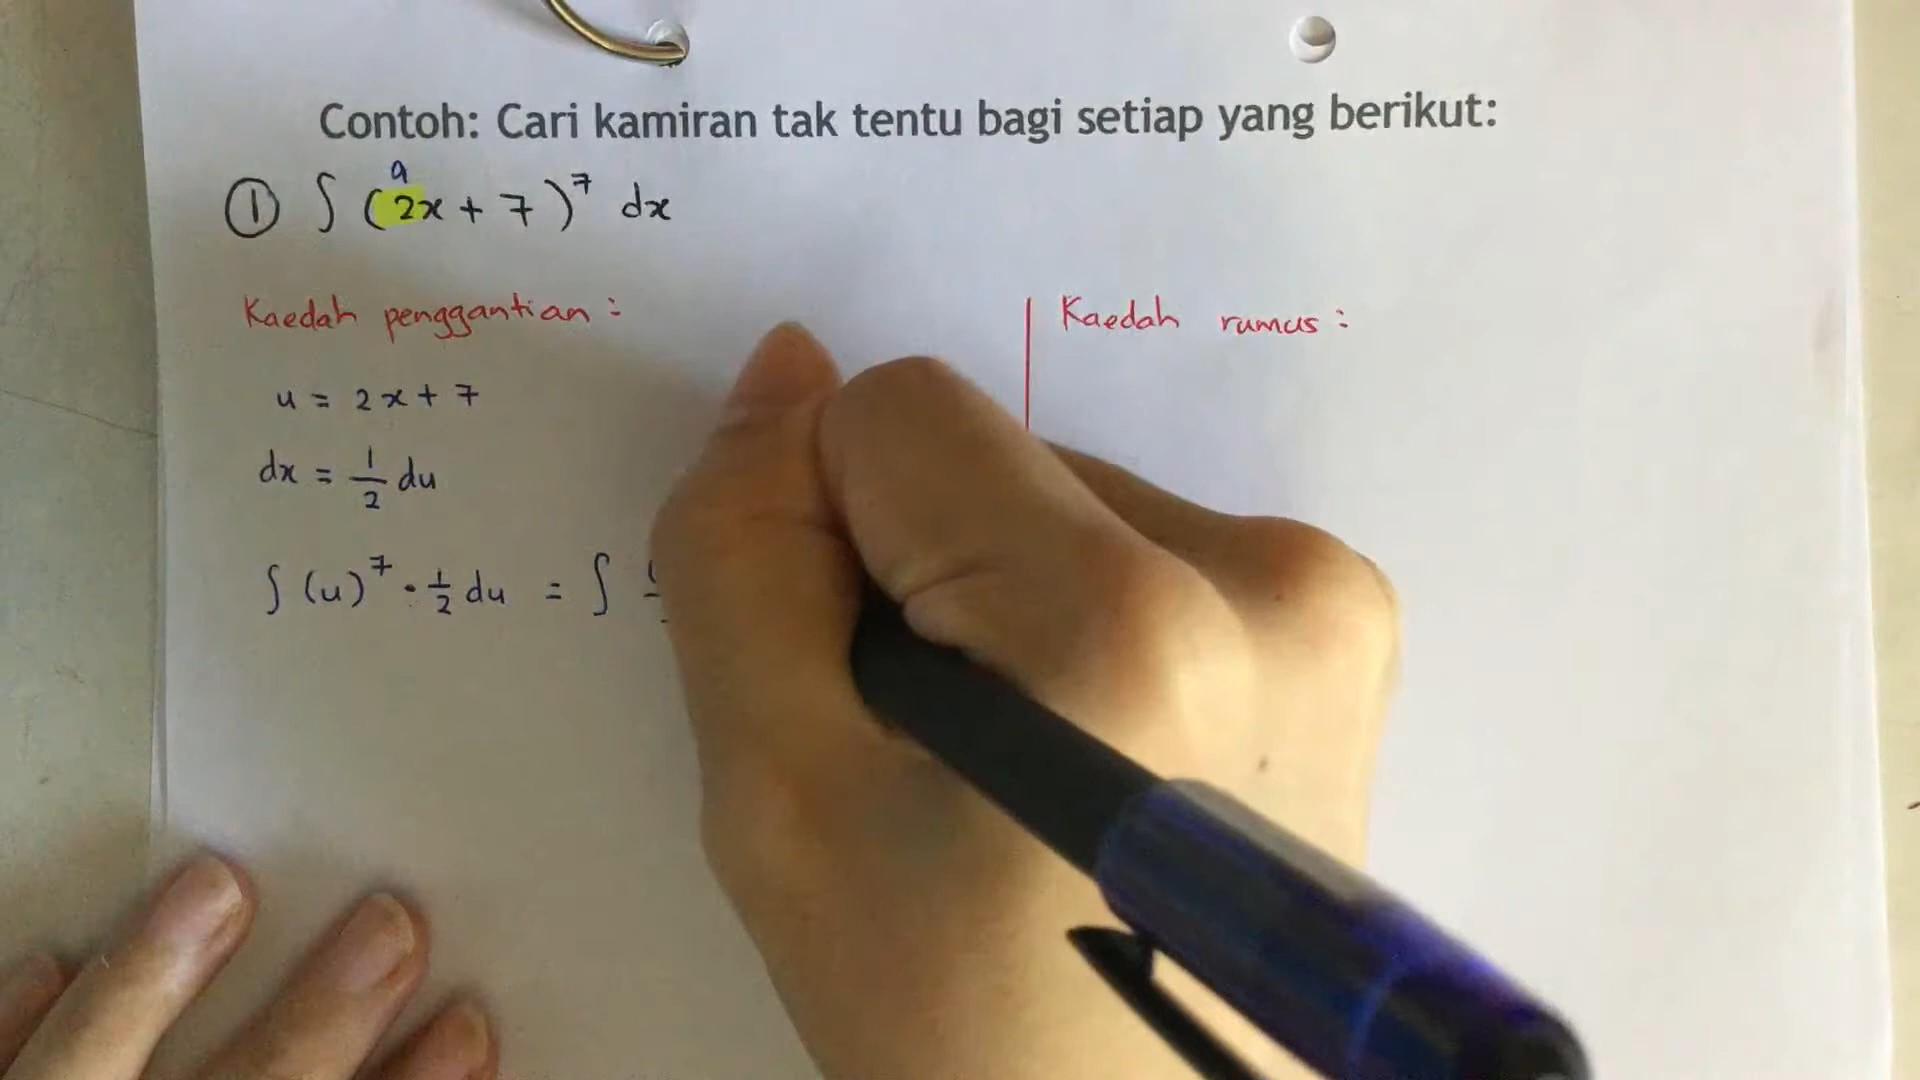 Contoh: Cari kamiran tak tentu bagi setiap yang berikut:
a
① ∫ (2x + 7)⁷ dx
Kaedah penggantian :
u = 2x + 7
dx = 1/2 du
∫ (u)⁷ · 1/2 du = ∫
Kaedah rumus :